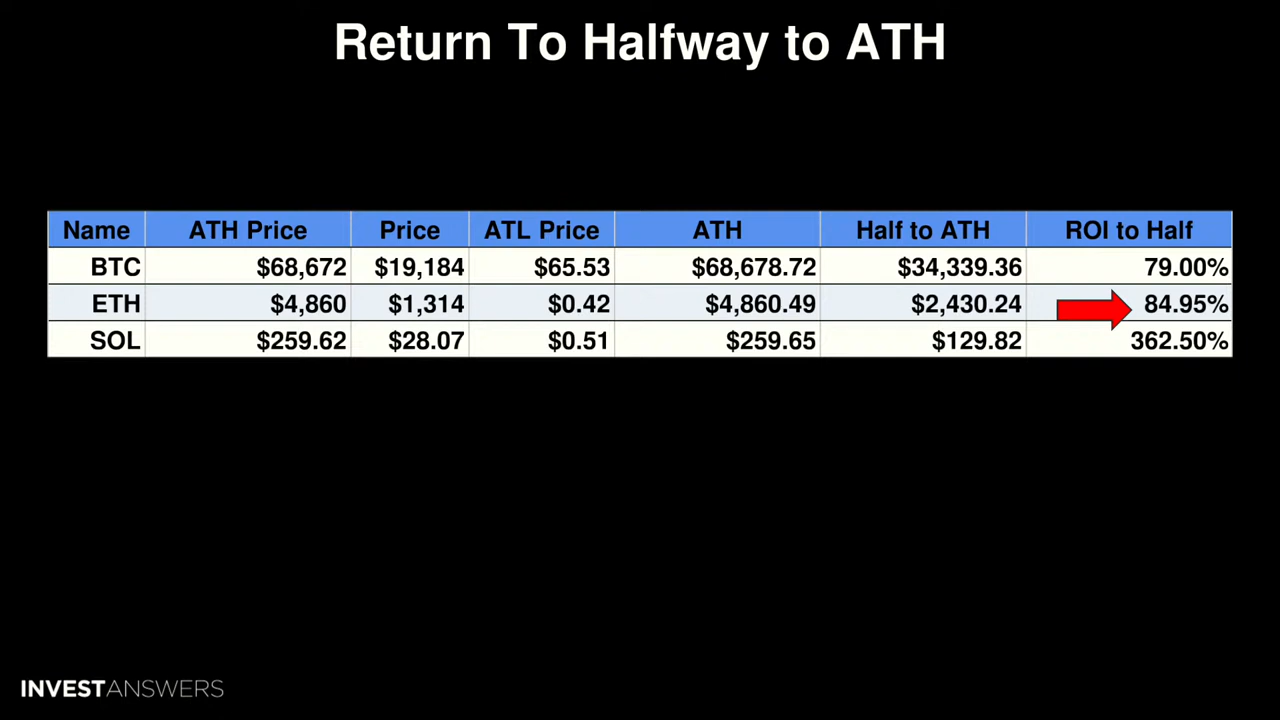 Return To Halfway to ATH
Name ATH Price Price ATL Price ATH Half to ATH ROI to Half
BTC $68,672 $19,184 $65.53 $68,678.72 $34,339.36 79.00%
ETH $4,860 $1,314 $0.42 $4,860.49 $2,430.24 84.95%
SOL $259.62 $28.07 $0.51 $259.65 $129.82 362.50%
INVESTANSWERS